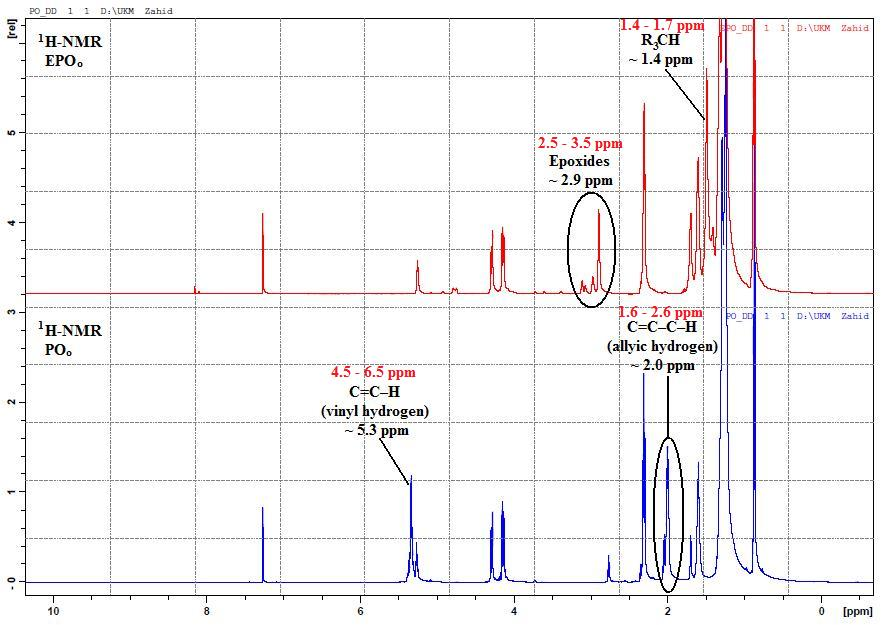 PO_DD 1 1 D:\UKM Zahid
[rel]
¹H-NMR
EPOₒ
1.4 - 1.7 ppm
R₃CH
~ 1.4 ppm
EPO_DD 1 1 D:\UKM Zahid
2.5 - 3.5 ppm
Epoxides
~ 2.9 ppm
¹H-NMR
POₒ
4.5 - 6.5 ppm
C=C–H
(vinyl hydrogen)
~ 5.3 ppm
1.6 - 2.6 ppm
C=C–C–H
(allyic hydrogen)
~ 2.0 ppm
PO_DD 1 1 D:\UKM Zahid
5
4
3
2
1
0
10 8 6 4 2 0 [ppm]